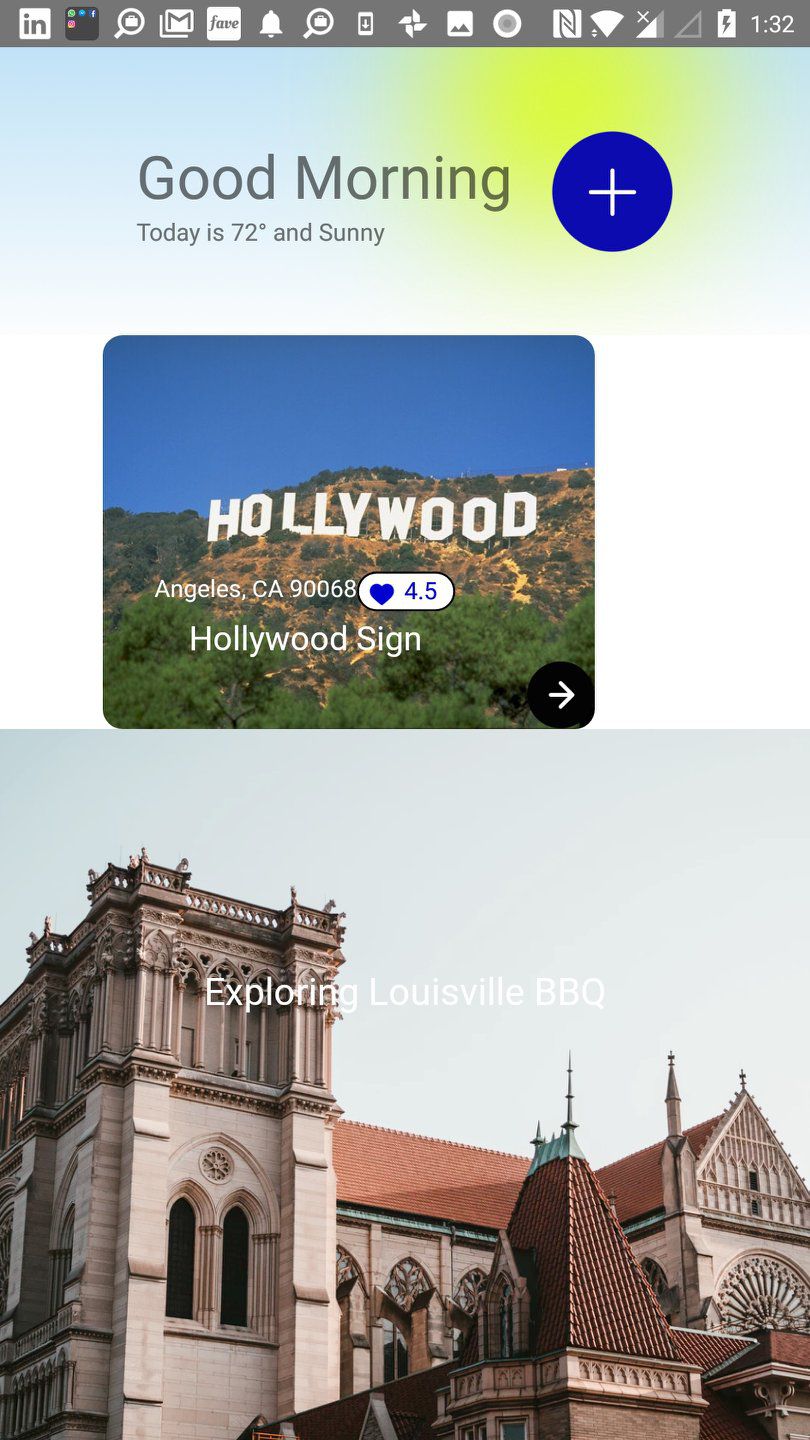 in fave 1:32
Good Morning
Today is 72° and Sunny
HOLLYWOOD
Angeles, CA 90068 4.5
Hollywood Sign
Exploring Louisville BBQ